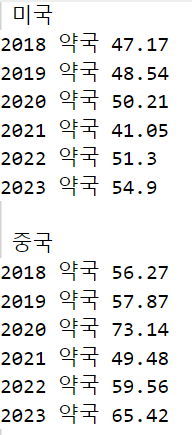 미국
2018 약국 47.17
2019 약국 48.54
2020 약국 50.21
2021 약국 41.05
2022 약국 51.3
2023 약국 54.9
중국
2018 약국 56.27
2019 약국 57.87
2020 약국 73.14
2021 약국 49.48
2022 약국 59.56
2023 약국 65.42